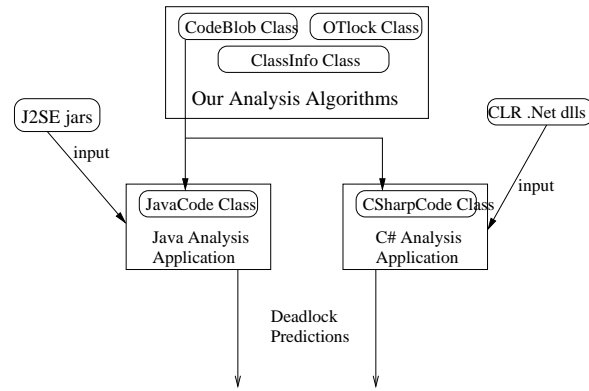 CodeBlob Class
OTlock Class
ClassInfo Class
Our Analysis Algorithms
J2SE jars
CLR .Net dlls
input
input
JavaCode Class
CSharpCode Class
Java Analysis
Application
C# Analysis
Application
Deadlock
Predictions